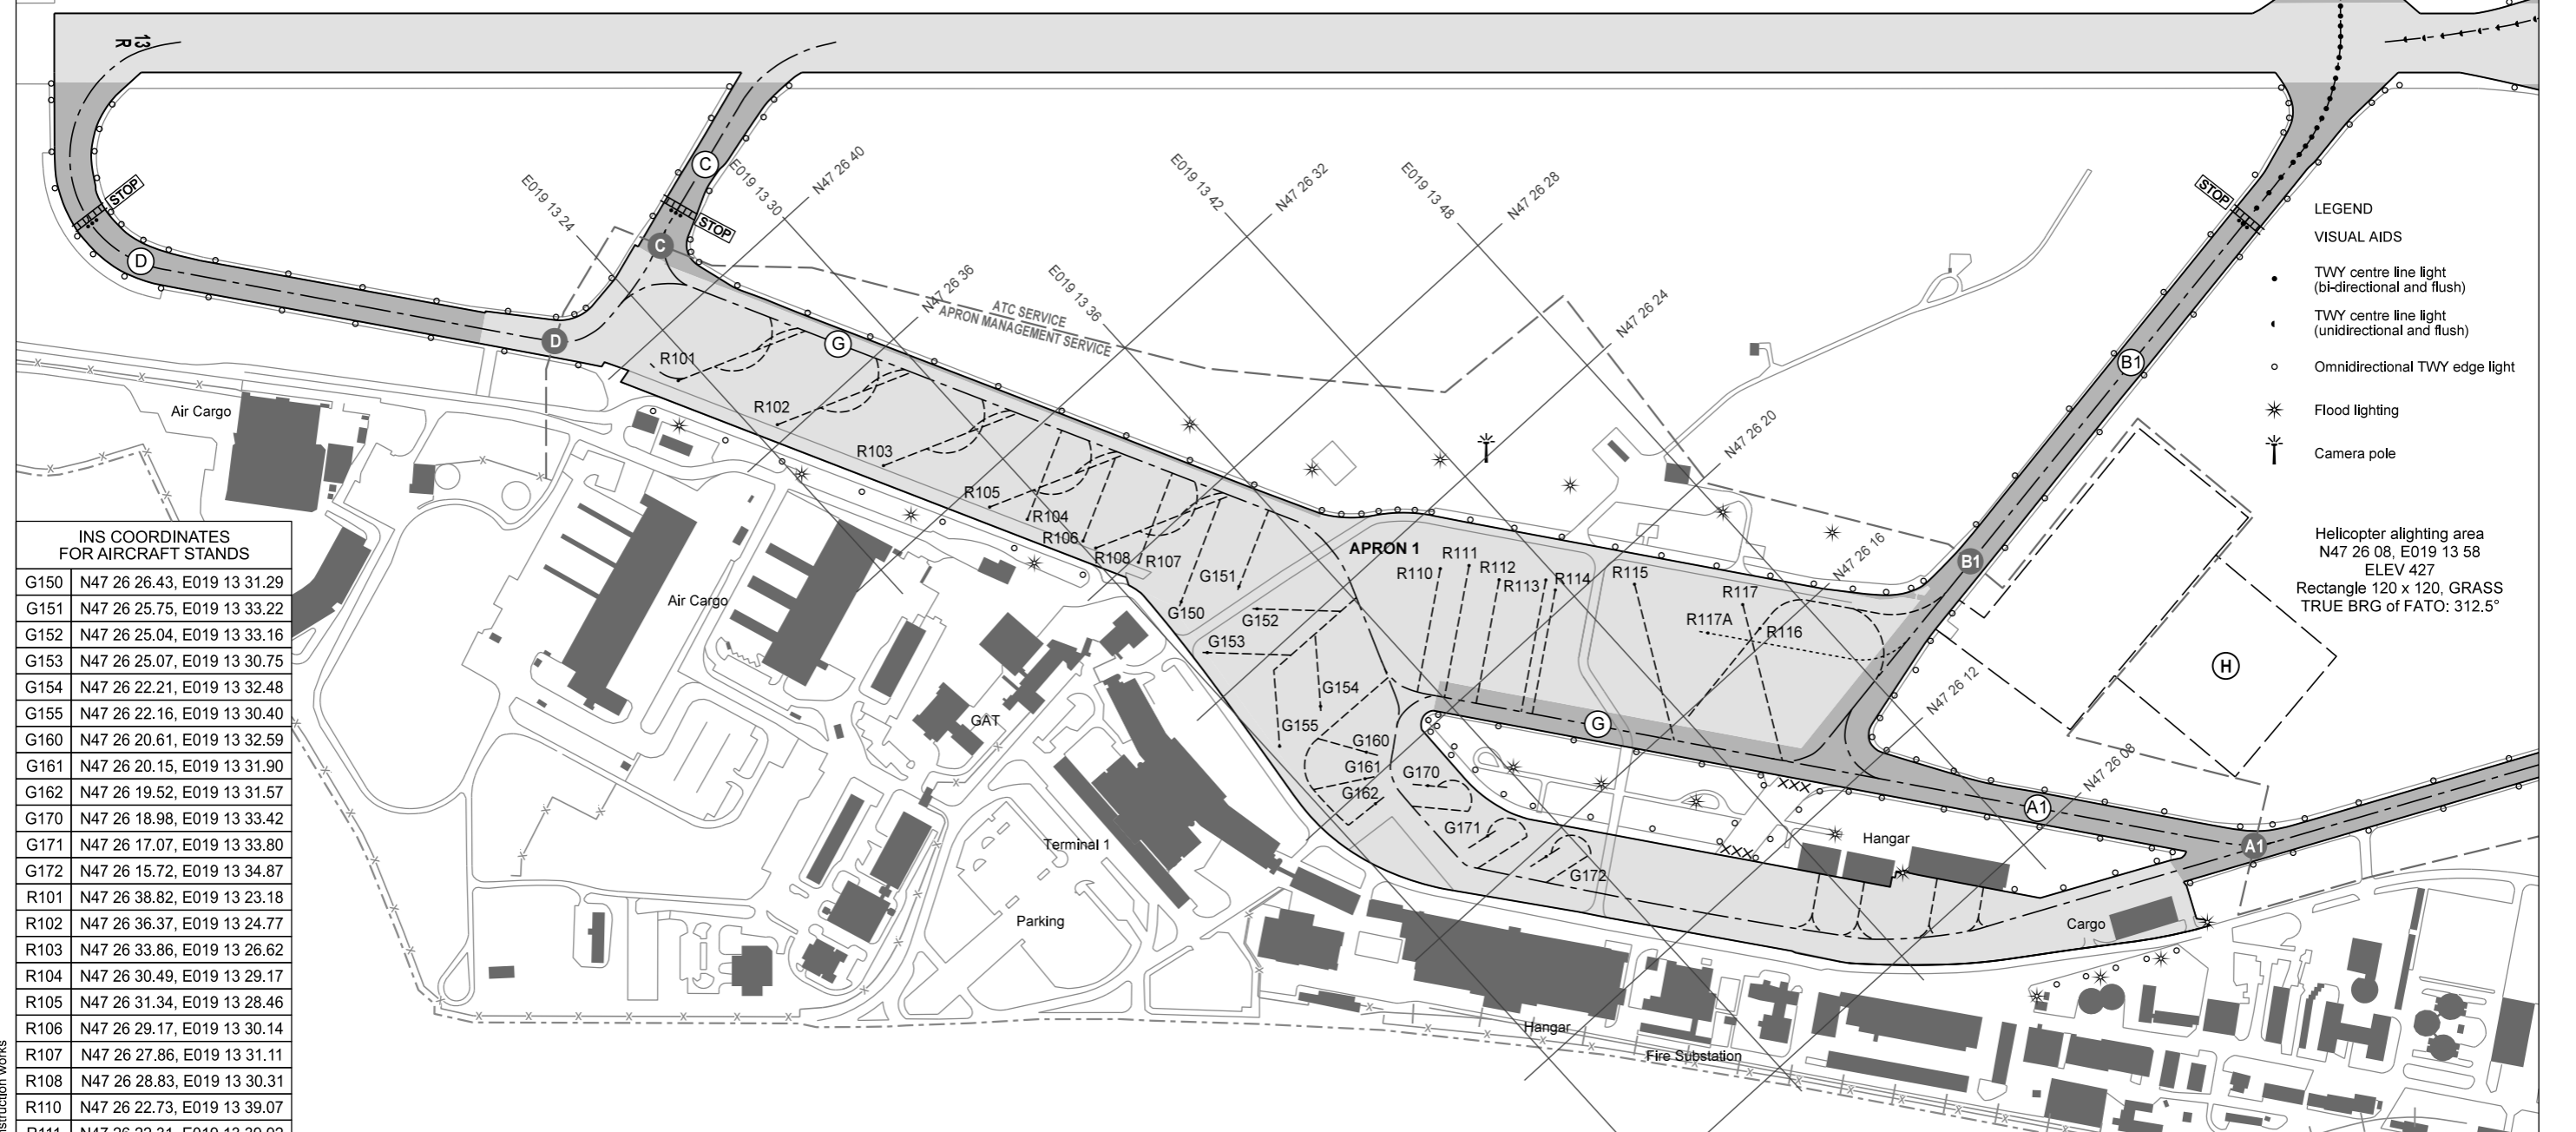 13
R
C
E019 13 30
N47 26 40
E019 13 24
STOP
STOP
C
D
D
E019 13 42
N47 26 32
E019 13 48
N47 26 28
STOP
LEGEND
VISUAL AIDS
TWY centre line light
(bi-directional and flush)
TWY centre line light
(unidirectional and flush)
Omnidirectional TWY edge light
Flood lighting
Camera pole
N47 26 36
E019 13 36
ATC SERVICE
APRON MANAGEMENT SERVICE
N47 26 24
B1
G
R101
R102
R103
R105
R104
R106
R108
R107
Air Cargo
N47 26 20
APRON 1
R110
R111
R112
R113
R114
R115
R117
R117A
R116
N47 26 16
B1
Helicopter alighting area
N47 26 08, E019 13 58
ELEV 427
Rectangle 120 x 120, GRASS
TRUE BRG of FATO: 312.5°
H
G151
G150
G152
G153
G154
G155
G160
G161
G162
G170
G171
G172
G
N47 26 12
N47 26 08
A1
A1
Air Cargo
GAT
Terminal 1
Parking
Hangar
Cargo
Hangar
Fire Substation
INS COORDINATES
FOR AIRCRAFT STANDS
G150 N47 26 26.43, E019 13 31.29
G151 N47 26 25.75, E019 13 33.22
G152 N47 26 25.04, E019 13 33.16
G153 N47 26 25.07, E019 13 30.75
G154 N47 26 22.21, E019 13 32.48
G155 N47 26 22.16, E019 13 30.40
G160 N47 26 20.61, E019 13 32.59
G161 N47 26 20.15, E019 13 31.90
G162 N47 26 19.52, E019 13 31.57
G170 N47 26 18.98, E019 13 33.42
G171 N47 26 17.07, E019 13 33.80
G172 N47 26 15.72, E019 13 34.87
R101 N47 26 38.82, E019 13 23.18
R102 N47 26 36.37, E019 13 24.77
R103 N47 26 33.86, E019 13 26.62
R104 N47 26 30.49, E019 13 29.17
R105 N47 26 31.34, E019 13 28.46
R106 N47 26 29.17, E019 13 30.14
R107 N47 26 27.86, E019 13 31.11
R108 N47 26 28.83, E019 13 30.31
R110 N47 26 22.73, E019 13 39.07
works